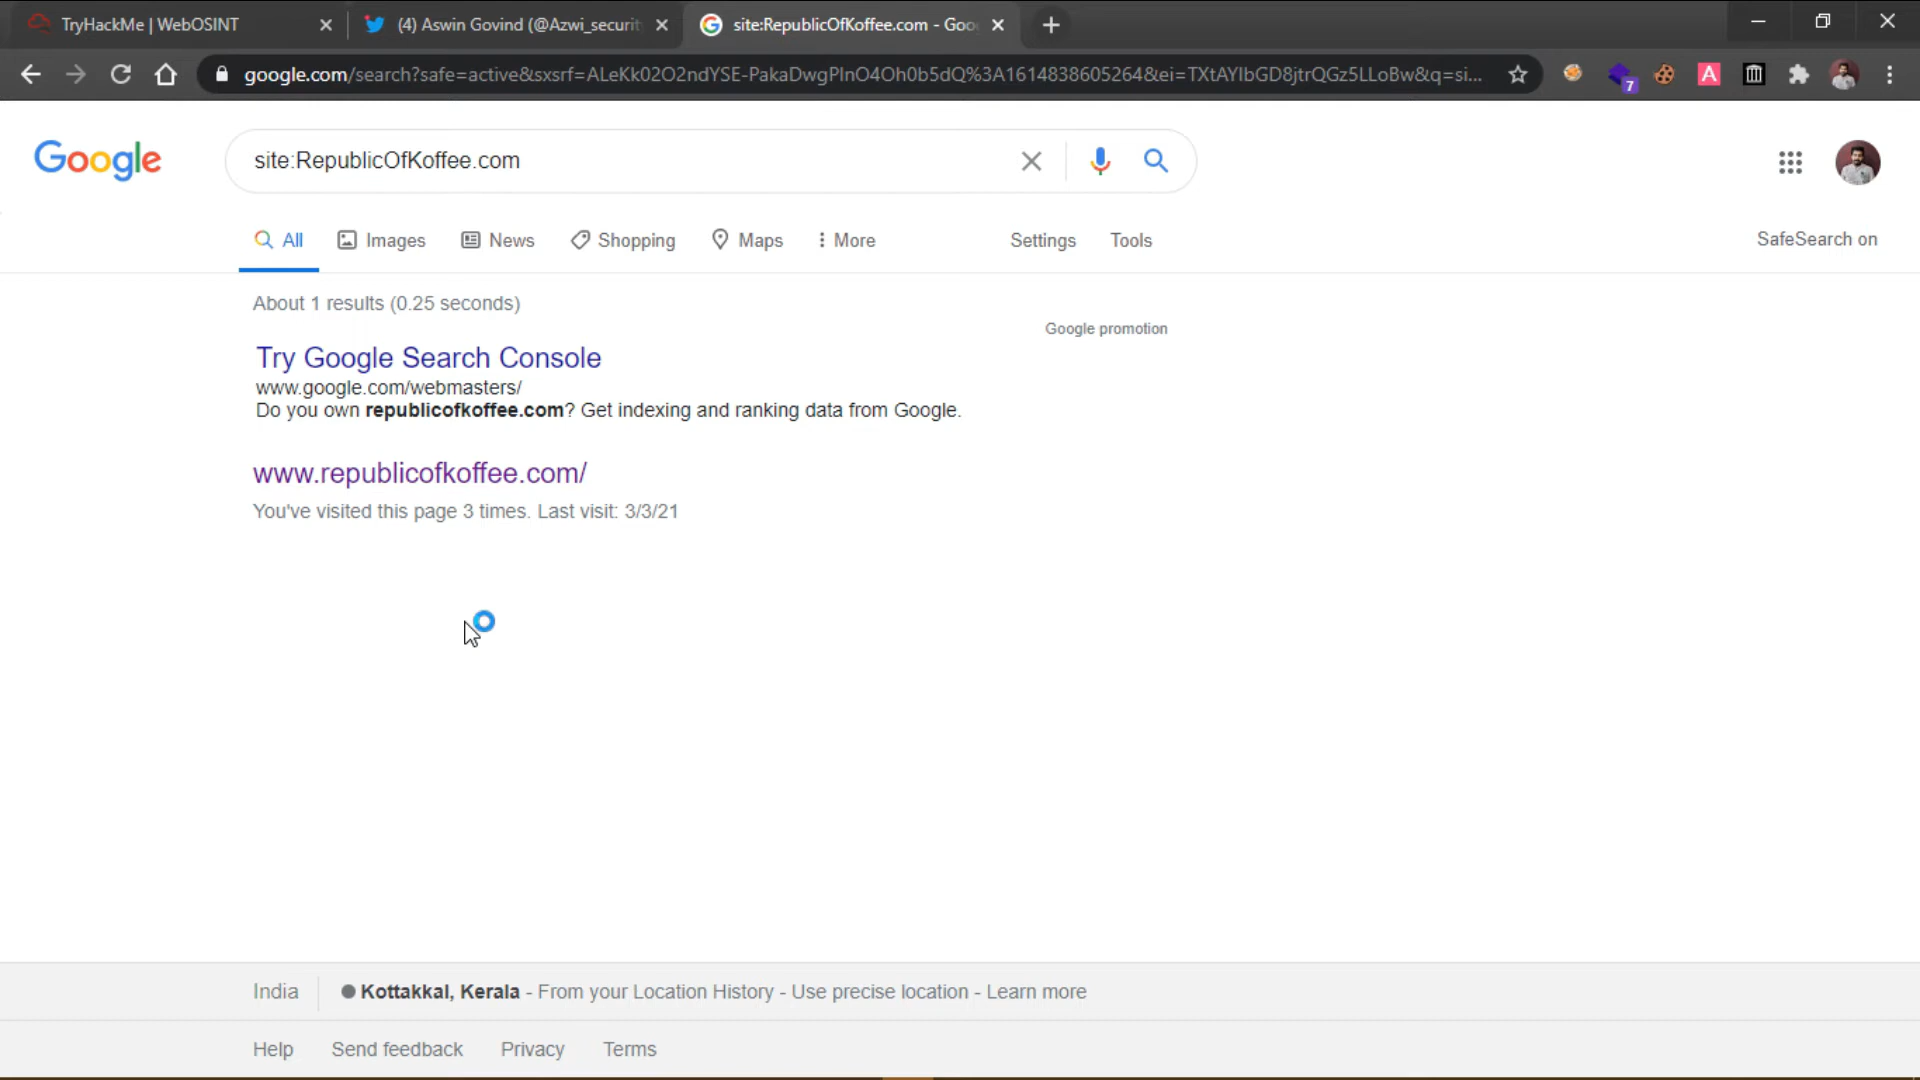 TryHackMe | WebOSINT
(4) Aswin Govind (@Azwi_securit
site:RepublicOfKoffee.com - Goo
google.com/search?safe=active&sxsrf=ALeKk02O2ndYSE-PakaDwgPlnO4Oh0b5dQ%3A1614838605264&ei=TXtAYIbGD8jtrQGz5LLoBw&q=si...
7
A
Google
site:RepublicOfKoffee.com
All
Images
News
Shopping
Maps
More
Settings
Tools
SafeSearch on
About 1 results (0.25 seconds)
Google promotion
Try Google Search Console
www.google.com/webmasters/
Do you own republicofkoffee.com? Get indexing and ranking data from Google.
www.republicofkoffee.com/
You've visited this page 3 times. Last visit: 3/3/21
India
Kottakkal, Kerala - From your Location History - Use precise location - Learn more
Help
Send feedback
Privacy
Terms